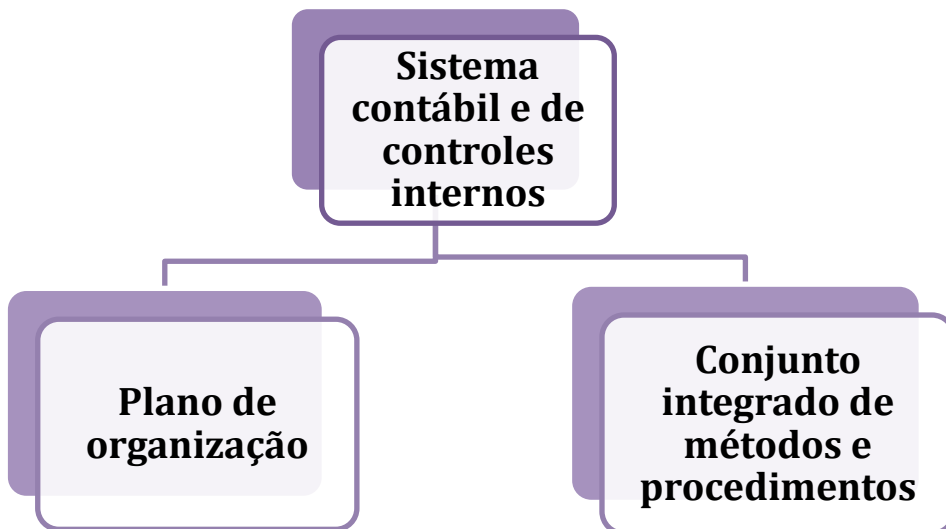 Sistema
contábil e de
controles
internos
Plano de
organização
Conjunto
integrado de
métodos e
procedimentos